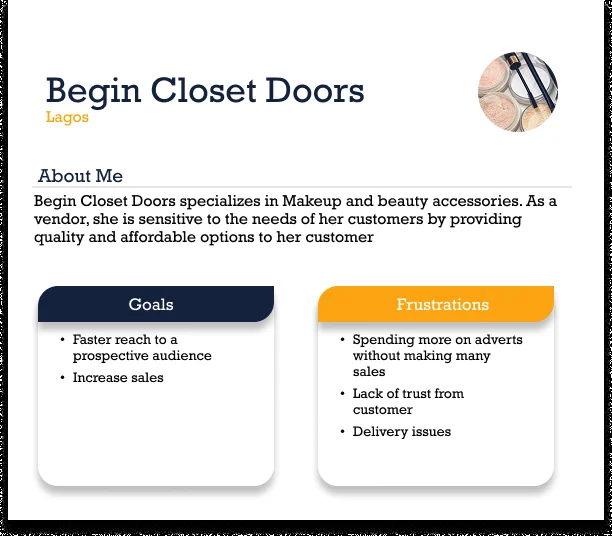 Begin Closet Doors
Lagos
About Me
Begin Closet Doors specializes in Makeup and beauty accessories. As a
vendor, she is sensitive to the needs of her customers by providing
quality and affordable options to her customer
Goals
• Faster reach to a
prospective audience
• Increase sales
Frustrations
• Spending more on adverts
without making many
sales
• Lack of trust from
customer
• Delivery issues